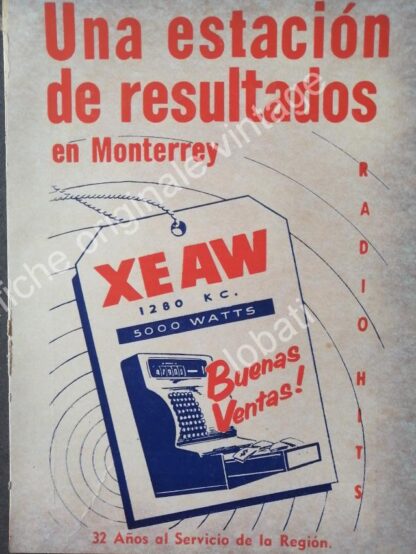 Una estación
de resultados
en Monterrey
XEAW
1280 KC.
5000 WATTS
Buenas
Ventas!
RADIO HITS
32 Años al Servicio de la Región.